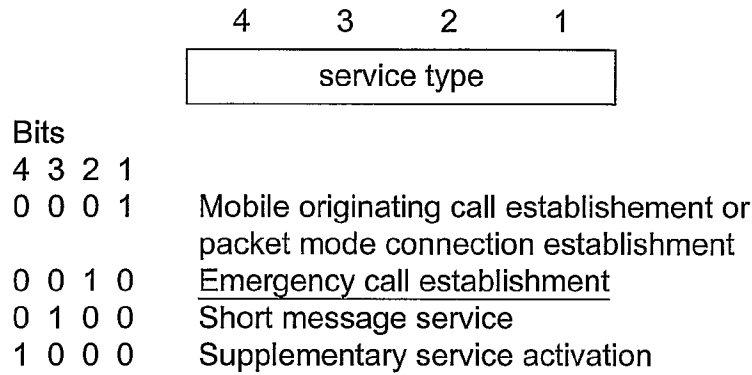 4 3 2 1
service type
Bits
4 3 2 1
0 0 0 1 Mobile originating call establishement or
packet mode connection establishment
0 0 1 0 Emergency call establishment
0 1 0 0 Short message service
1 0 0 0 Supplementary service activation